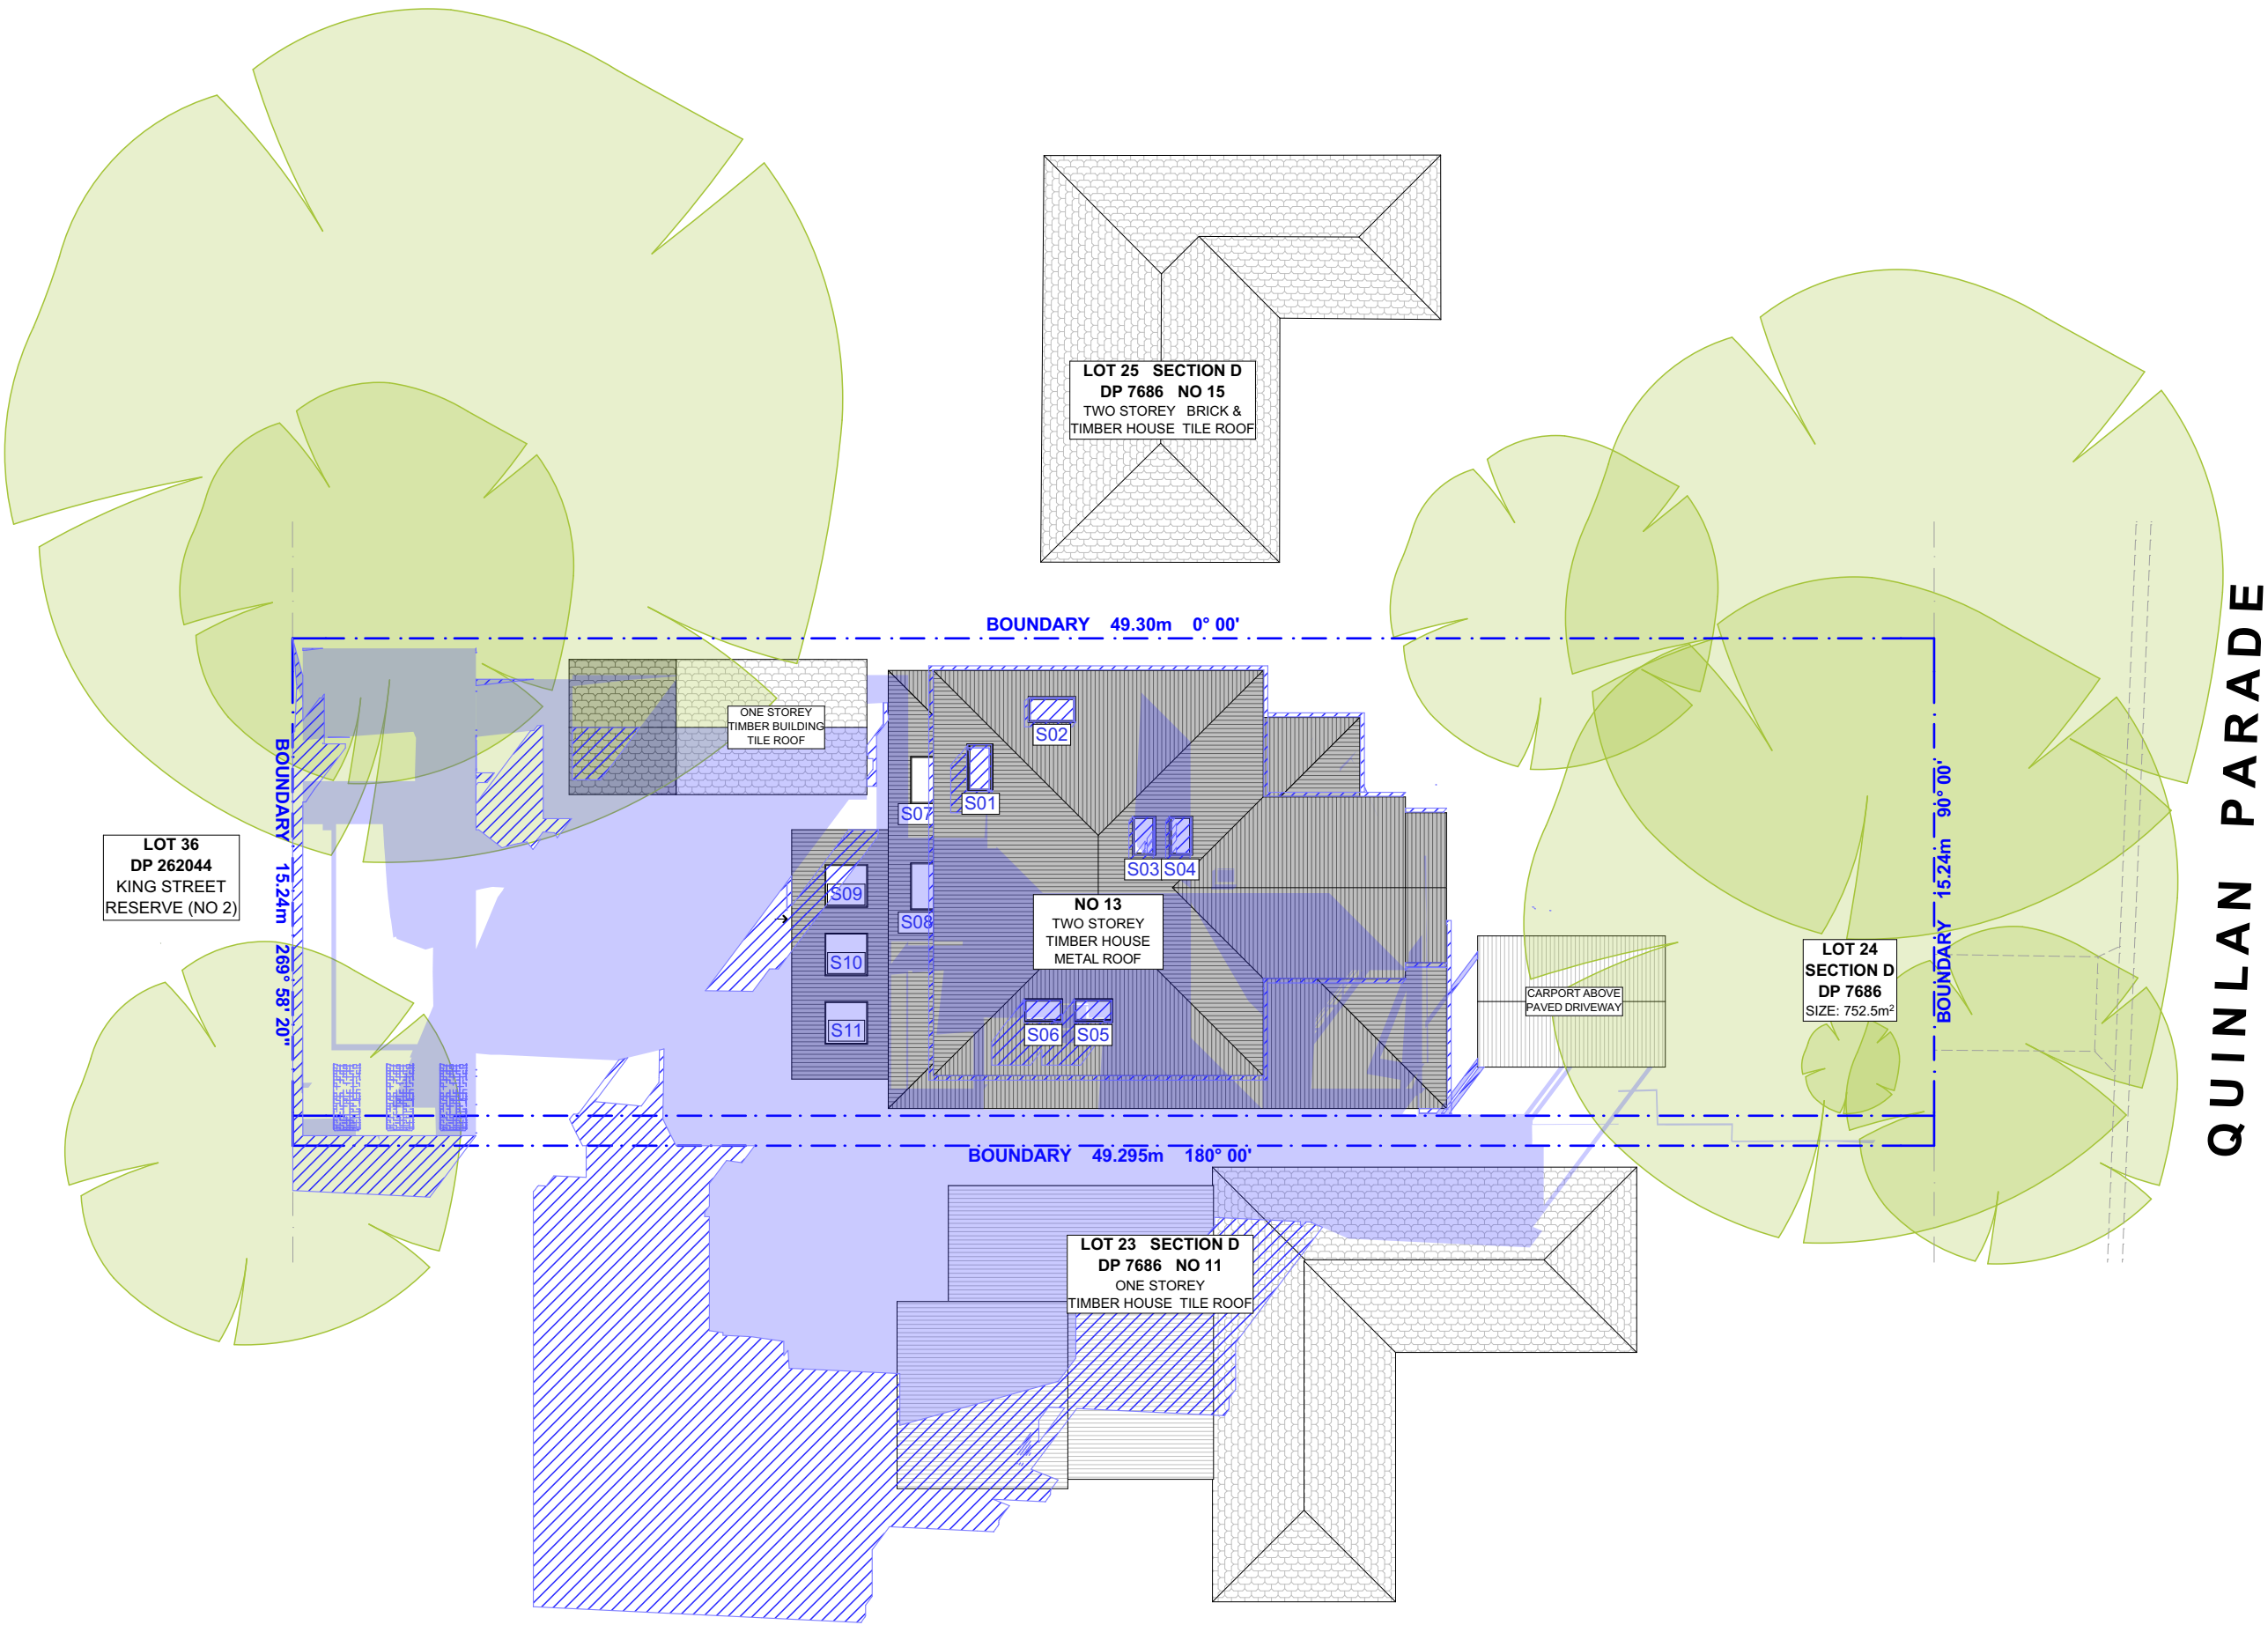 LOT 25 SECTION D
DP 7686 NO 15
TWO STOREY BRICK &
TIMBER HOUSE TILE ROOF
BOUNDARY 49.30m 0° 00'
ONE STOREY
TIMBER BUILDING
TILE ROOF
S02
S01
S07
S03
S04
S09
S08
S10
S11
S06
S05
NO 13
TWO STOREY
TIMBER HOUSE
METAL ROOF
LOT 36
DP 262044
KING STREET
RESERVE (NO 2)
BOUNDARY 15.24m 269° 58' 20"
CARPORT ABOVE
PAVED DRIVEWAY
LOT 24
SECTION D
DP 7686
SIZE: 752.5m²
BOUNDARY 15.24m 90° 00'
QUINLAN PARADE
BOUNDARY 49.295m 180° 00'
LOT 23 SECTION D
DP 7686 NO 11
ONE STOREY
TIMBER HOUSE TILE ROOF